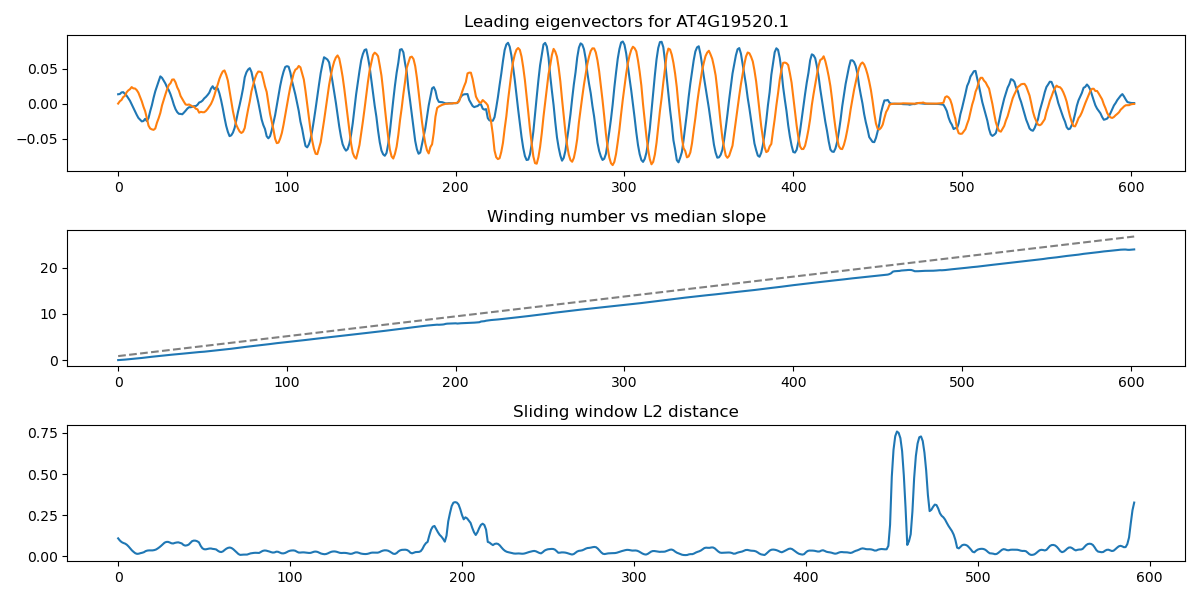 Leading eigenvectors for AT4G19520.1
0.05
0.00
−0.05
0 100 200 300 400 500 600
Winding number vs median slope
20
10
0
0 100 200 300 400 500 600
Sliding window L2 distance
0.75
0.50
0.25
0.00
0 100 200 300 400 500 600